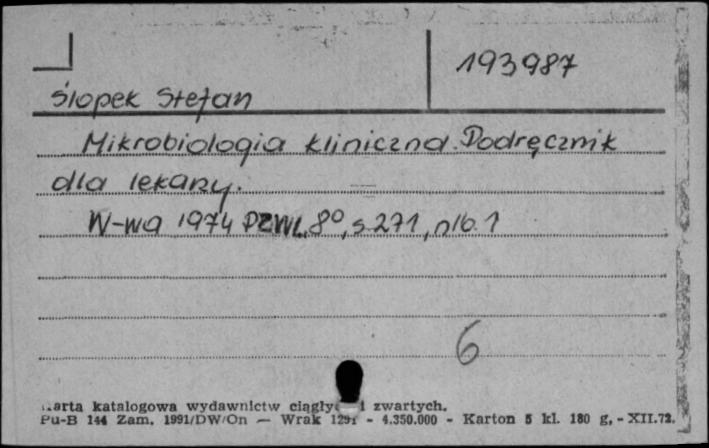 193987
Ślopek Stefan
Mikrobiologia kliniczna. Podręcznik
dla lekarzy.
W-wa 1974 PZWL, 8°, s. 271, nlb. 1
6
karta katalogowa wydawnictw ciągłych i zwartych.
Pu-B 144 Zam. 1991/DW/On — Wrak 1291 - 4.350.000 - Karton 5 kl. 180 g. - XII.72.